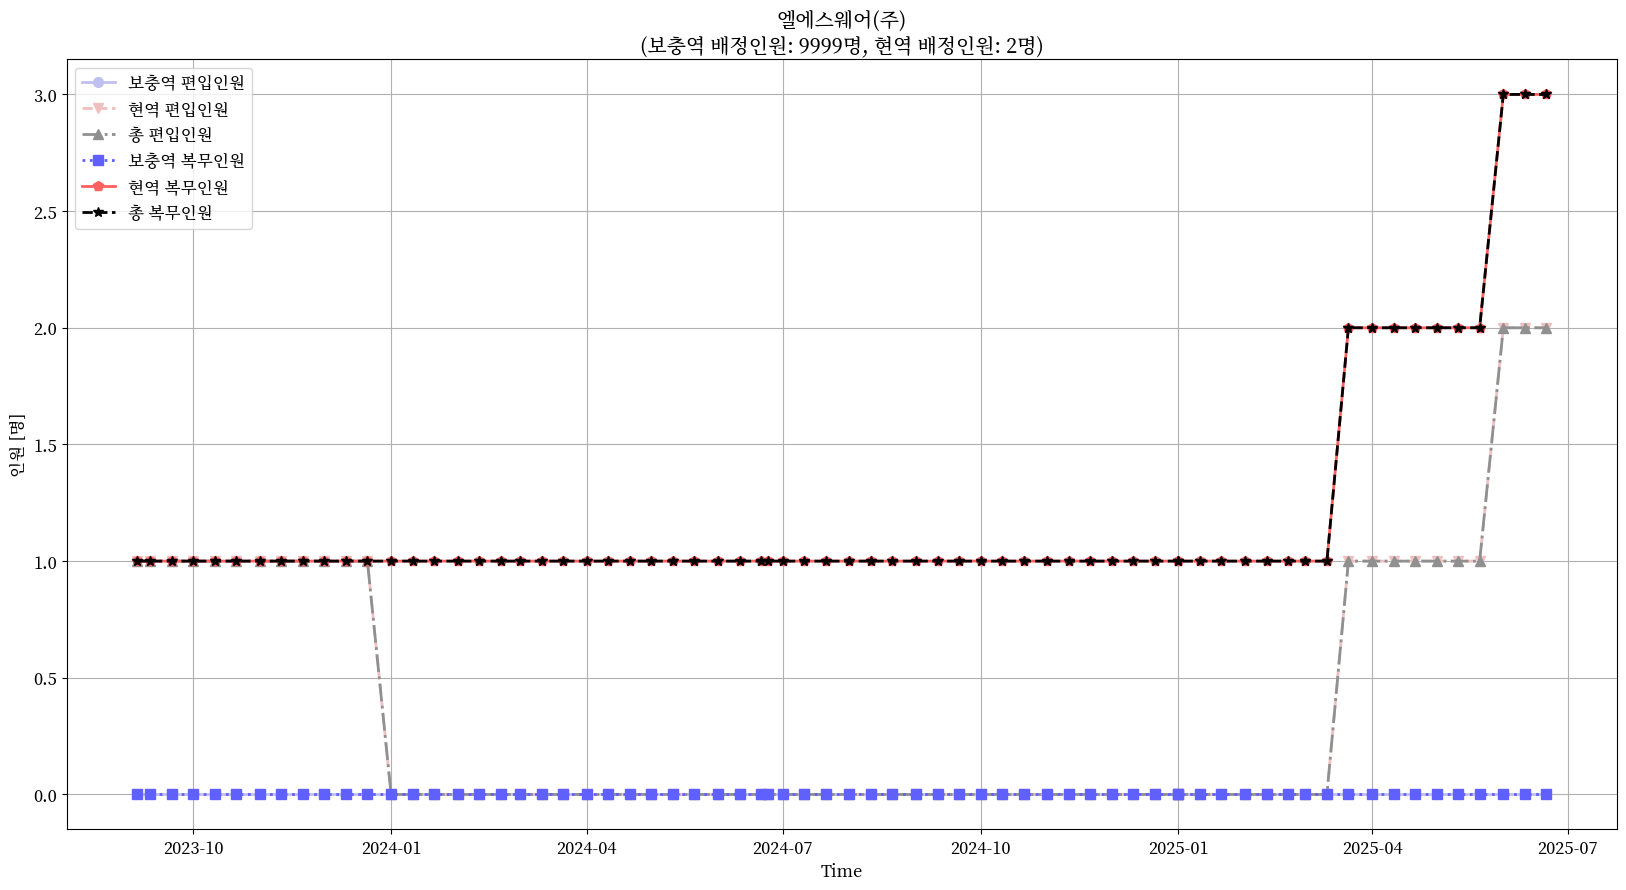 엘에스웨어(주)
(보충역 배정인원: 9999명, 현역 배정인원: 2명)
보충역 편입인원
현역 편입인원
총 편입인원
보충역 복무인원
현역 복무인원
총 복무인원
3.0
2.5
2.0
1.5
1.0
0.5
0.0
인원 [명]
2023-10
2024-01
2024-04
2024-07
2024-10
2025-01
2025-04
2025-07
Time